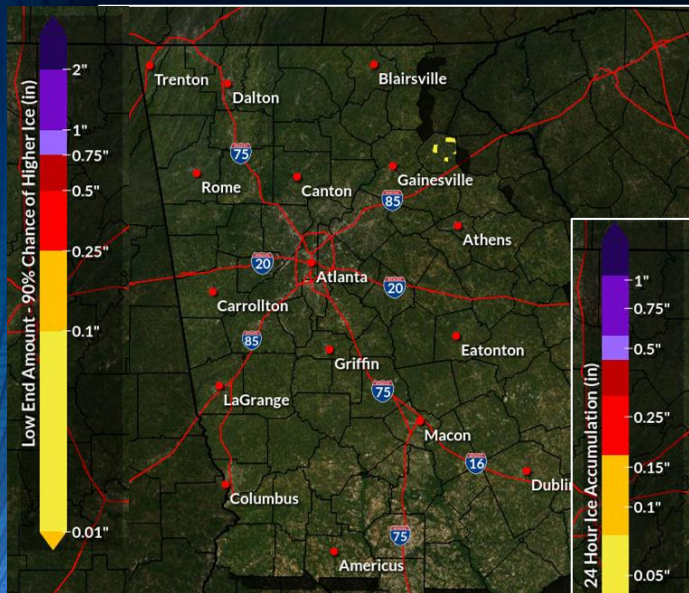 Low End Amount - 90% Chance of Higher Ice (in)
2"
1"
0.75"
0.5"
0.25"
0.1"
0.01"
Trenton
Dalton
Blairsville
75
Rome
Canton
Gainesville
85
Athens
20
Atlanta
20
Carrollton
85
Griffin
Eatonton
75
LaGrange
Macon
16
Columbus
Dublin
75
Americus
24 Hour Ice Accumulation (in)
1"
0.75"
0.5"
0.25"
0.15"
0.1"
0.05"